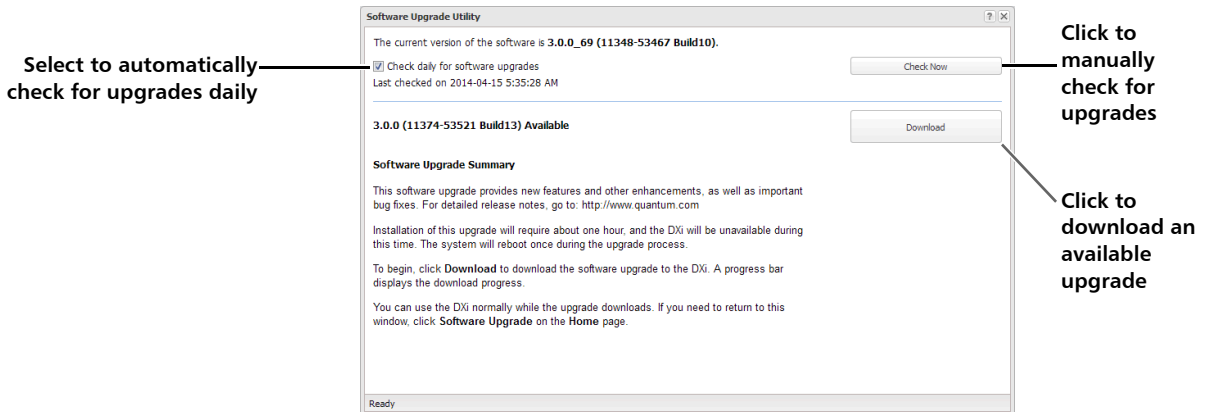 Software Upgrade Utility
The current version of the software is 3.0.0_69 (11348-53467 Build10).
Select to automatically
check for upgrades daily
Check daily for software upgrades
Last checked on 2014-04-15 5:35:28 AM
Check Now
Click to
manually
check for
upgrades
3.0.0 (11374-53521 Build13) Available
Download
Click to
download an
available
upgrade
Software Upgrade Summary
This software upgrade provides new features and other enhancements, as well as important
bug fixes. For detailed release notes, go to: http://www.quantum.com
Installation of this upgrade will require about one hour, and the DXi will be unavailable during
this time. The system will reboot once during the upgrade process.
To begin, click Download to download the software upgrade to the DXi. A progress bar
displays the download progress.
You can use the DXi normally while the upgrade downloads. If you need to return to this
window, click Software Upgrade on the Home page.
Ready